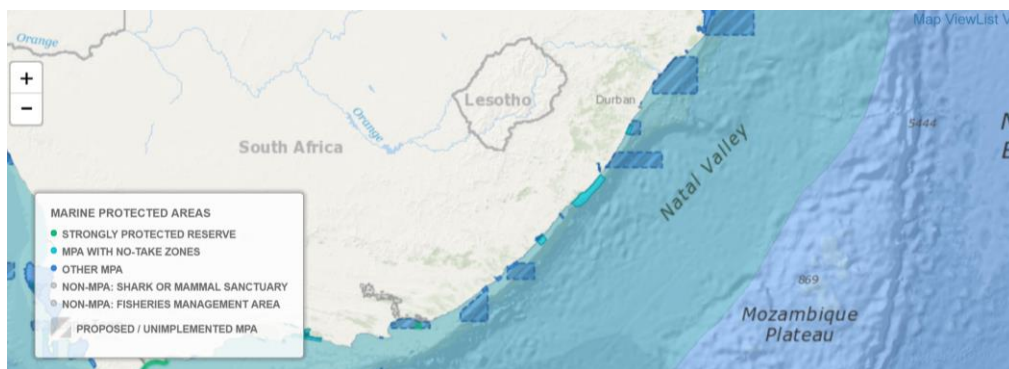 Map ViewList V
Orange
+
−
Lesotho
Durban
Orange
South Africa
5444
N
E
Natal Valley
MARINE PROTECTED AREAS
STRONGLY PROTECTED RESERVE
MPA WITH NO-TAKE ZONES
OTHER MPA
NON-MPA: SHARK OR MAMMAL SANCTUARY
NON-MPA: FISHERIES MANAGEMENT AREA
PROPOSED / UNIMPLEMENTED MPA
869
Mozambique
Plateau